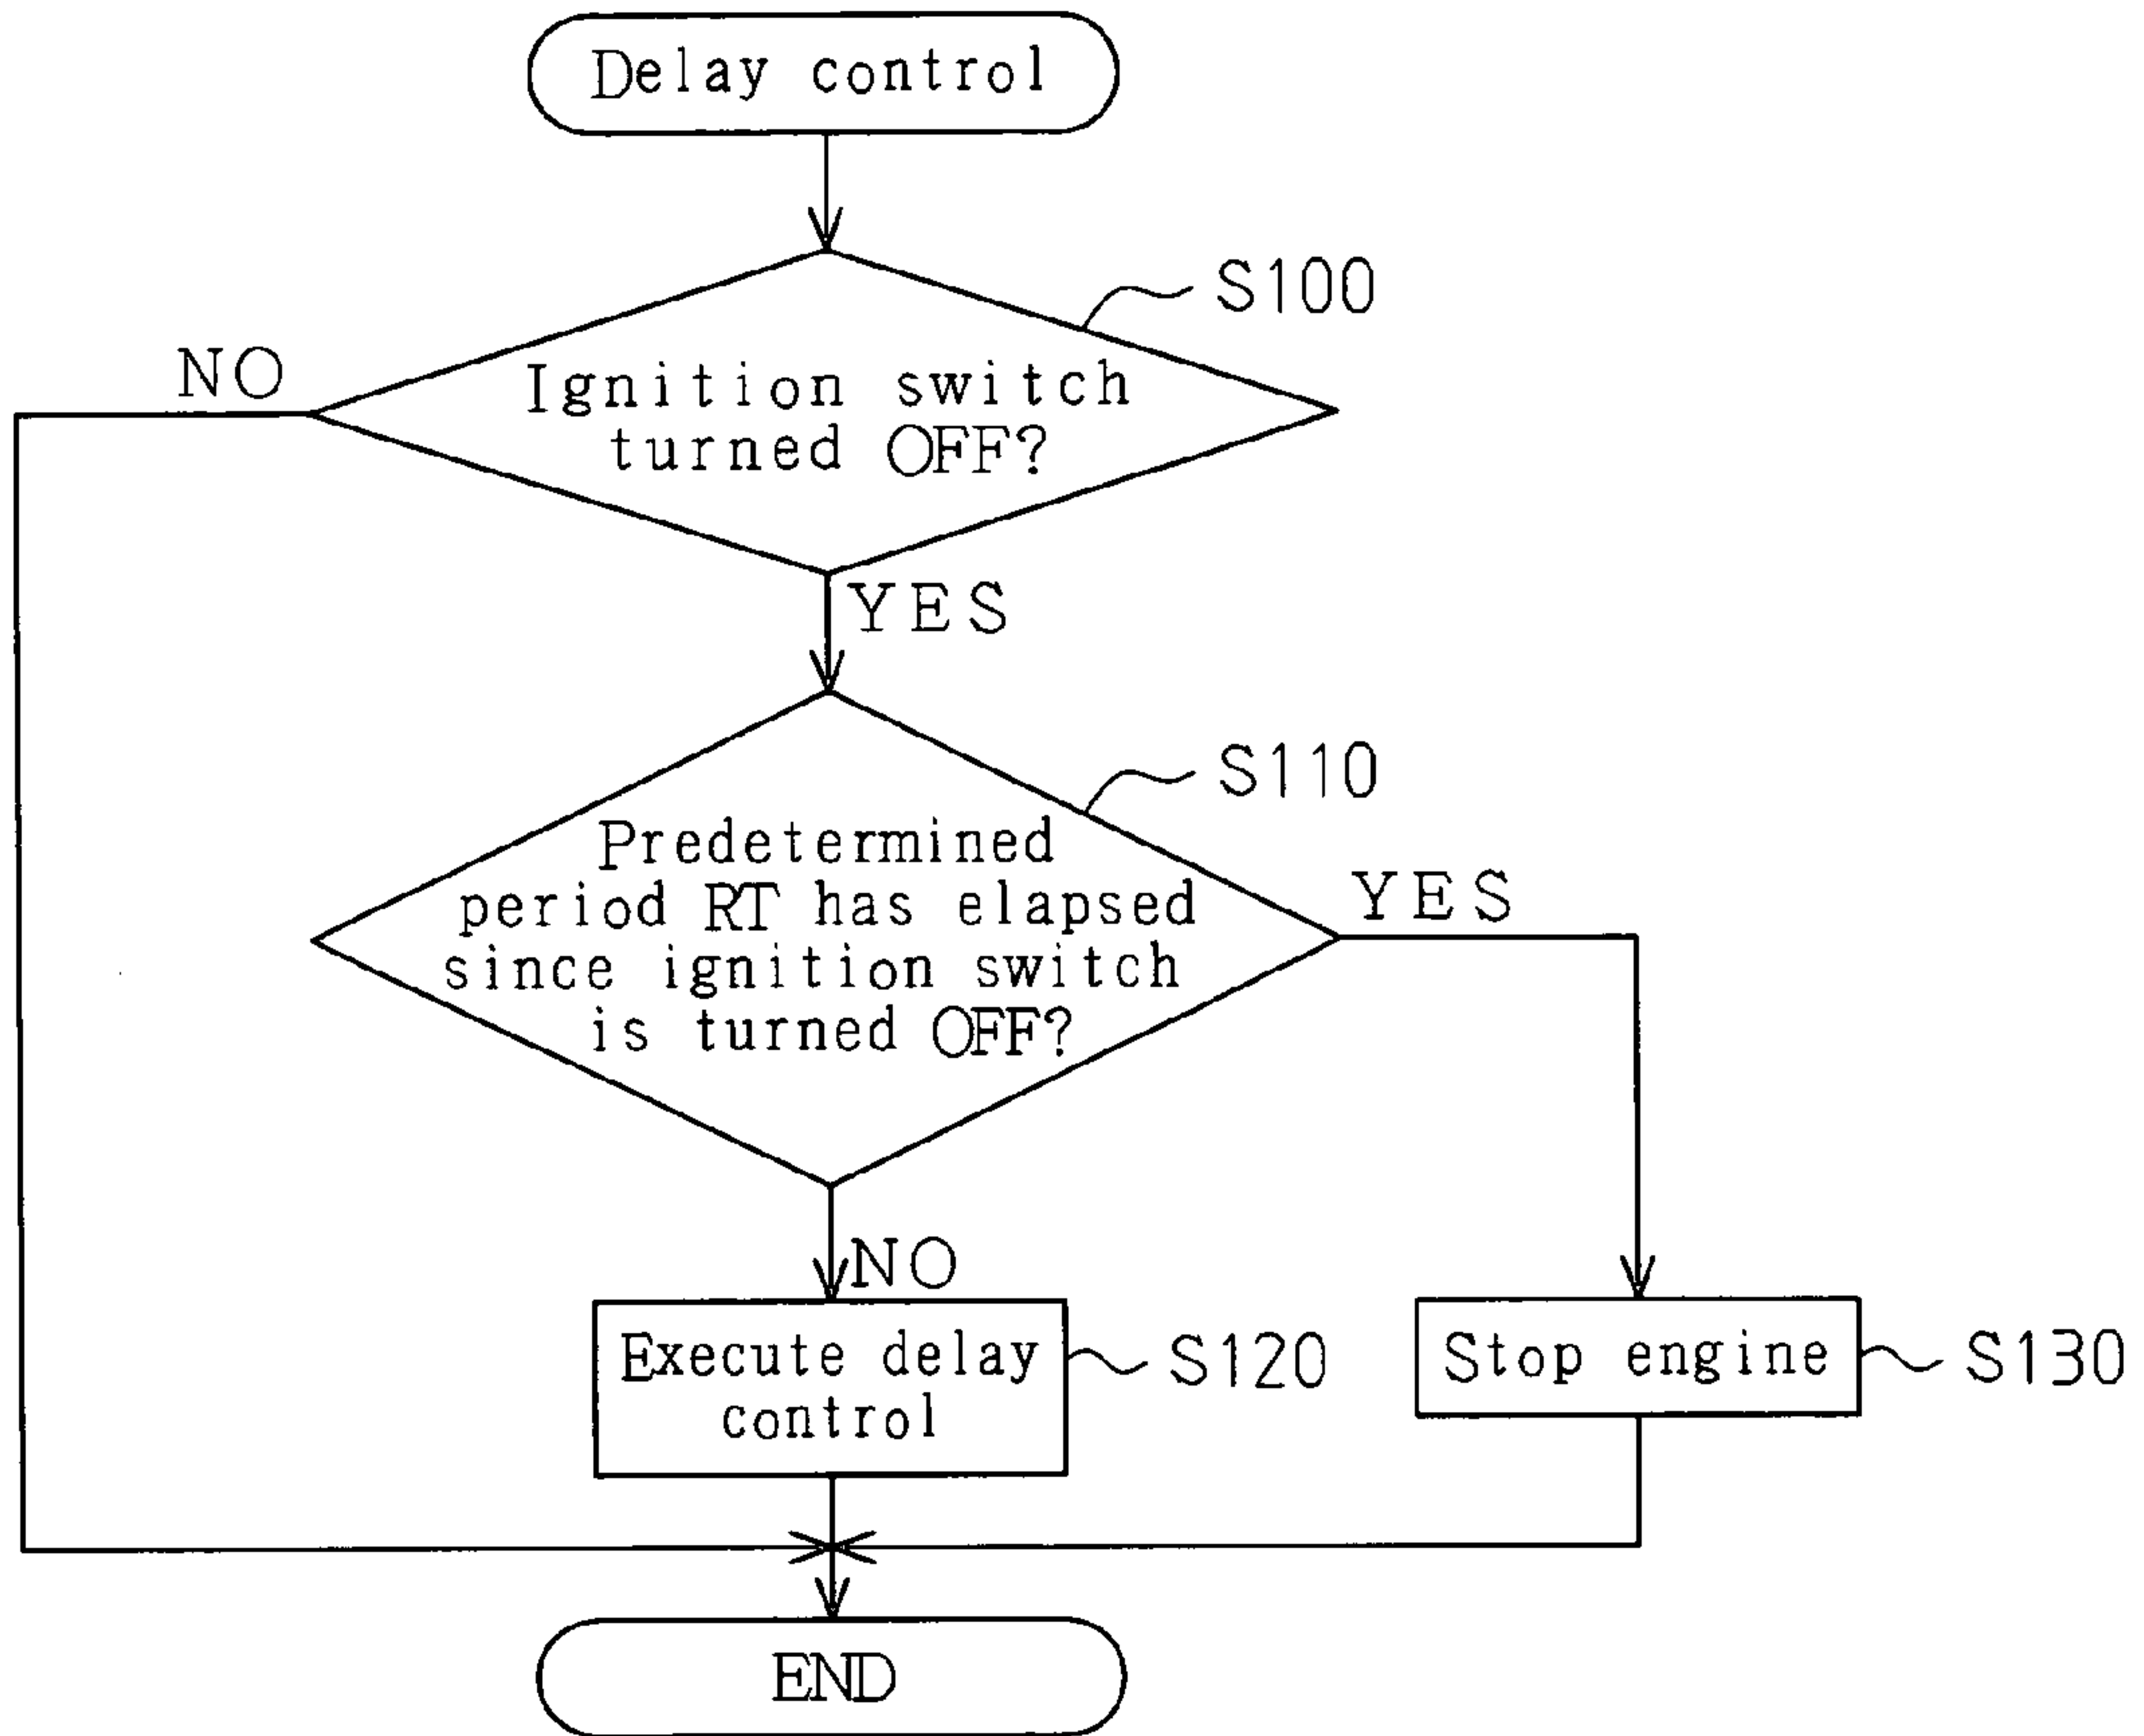 Delay control
S100
NO
Ignition switch
turned OFF?
YES
S110
Predetermined
period RT has elapsed
since ignition switch
is turned OFF?
YES
NO
Execute delay
control
S120
Stop engine
S130
END